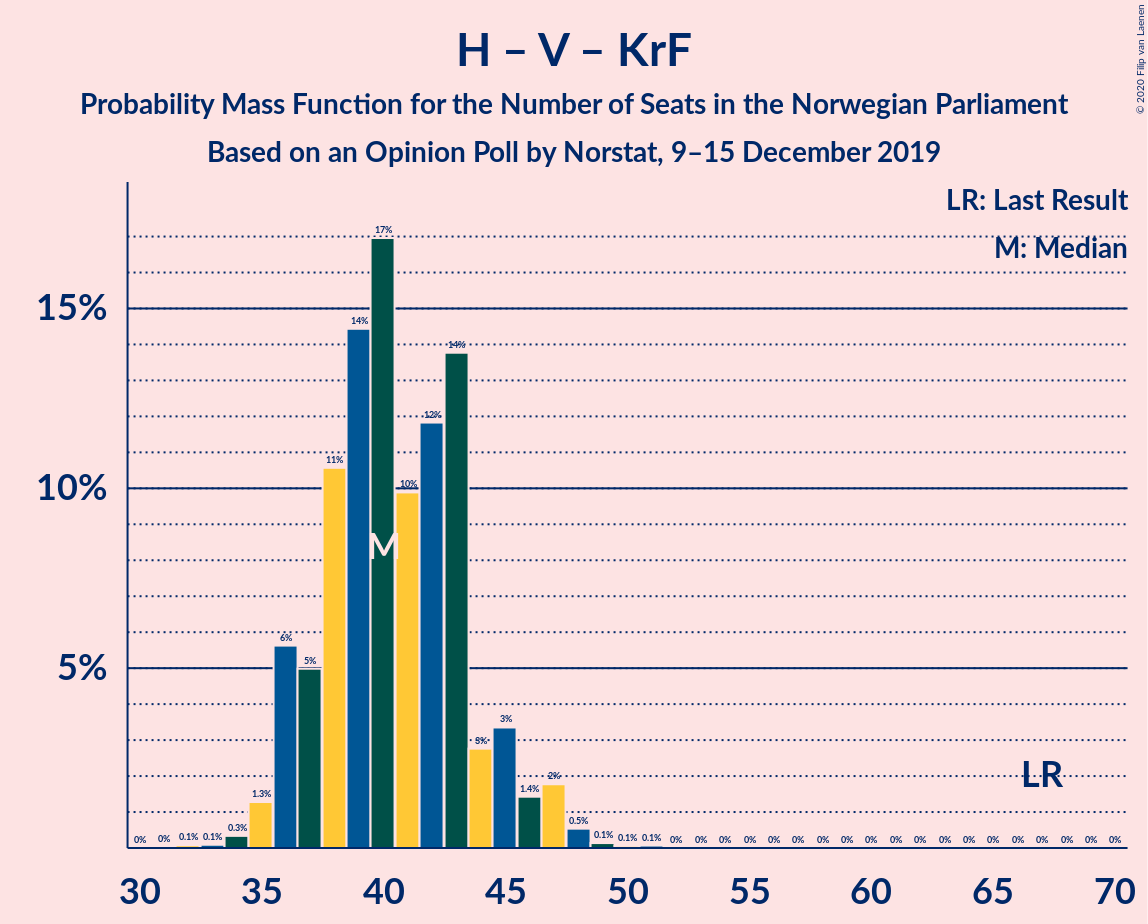 H – V – KrF
Probability Mass Function for the Number of Seats in the Norwegian Parliament
Based on an Opinion Poll by Norstat, 9–15 December 2019
© 2020 Filip van Laenen
LR: Last Result
M: Median
15%
10%
5%
0% 0% 0.1% 0.1% 0.3% 1.3% 6% 5% 11% 14% 17% 10% 12% 14% 3% 3% 1.4% 2% 0.5% 0.1% 0.1% 0.1% 0% 0% 0% 0% 0% 0% 0% 0% 0% 0% 0% 0% 0% 0% 0% 0% 0% 0% 0%
M
LR
30 35 40 45 50 55 60 65 70